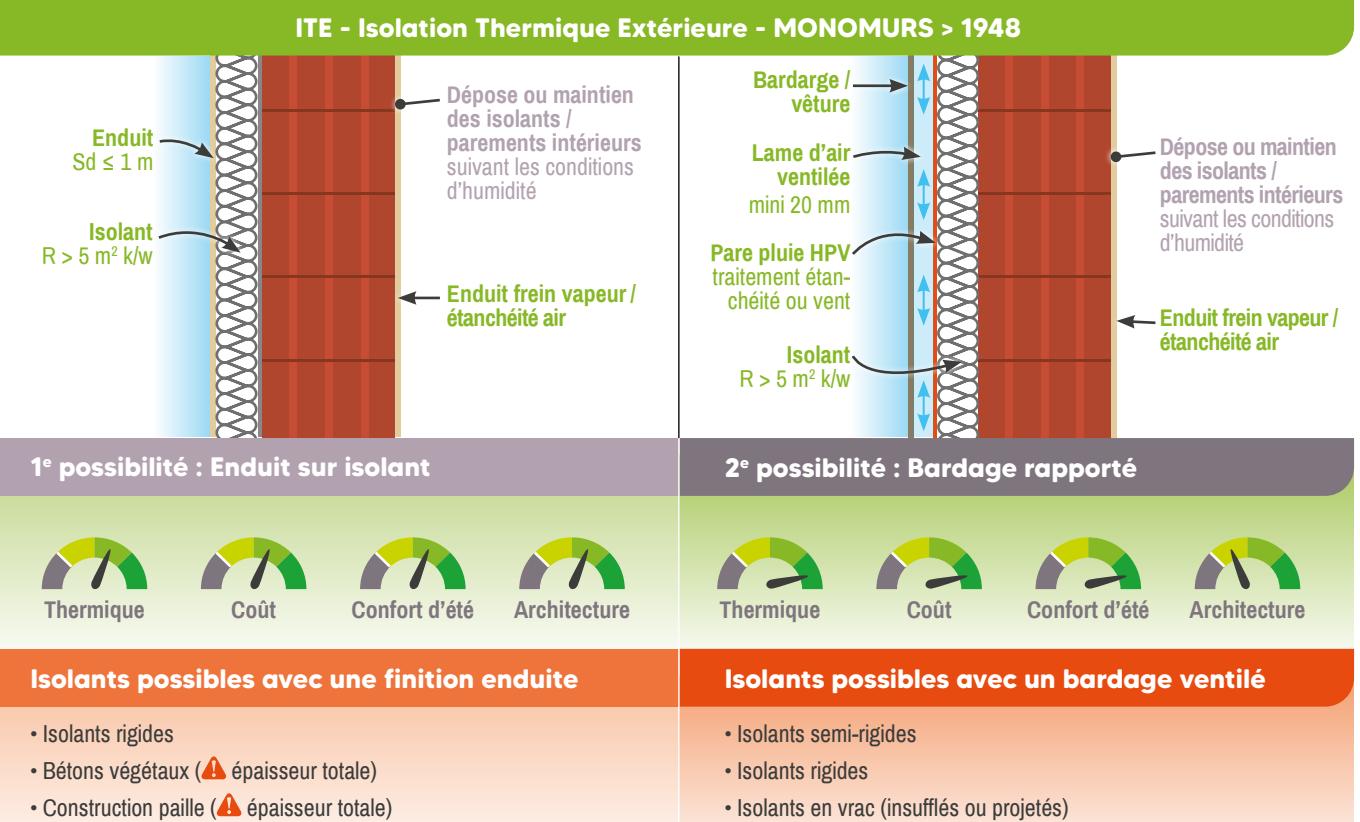 ITE - Isolation Thermique Extérieure - MONOMURS > 1948
Enduit
Sd ≤ 1 m
Isolant
R > 5 m² k/w
Dépose ou maintien
des isolants /
parements intérieurs
suivant les conditions
d’humidité
Enduit frein vapeur /
étanchéité air
Bardarge /
vêture
Lame d’air
ventilée
mini 20 mm
Pare pluie HPV
traitement étan-
chéité ou vent
Isolant
R > 5 m² k/w
Dépose ou maintien
des isolants /
parements intérieurs
suivant les conditions
d’humidité
Enduit frein vapeur /
étanchéité air
1e possibilité : Enduit sur isolant
Thermique
Coût
Confort d’été
Architecture
Isolants possibles avec une finition enduite
• Isolants rigides
• Bétons végétaux (⚠ épaisseur totale)
• Construction paille (⚠ épaisseur totale)
2e possibilité : Bardage rapporté
Thermique
Coût
Confort d’été
Architecture
Isolants possibles avec un bardage ventilé
• Isolants semi-rigides
• Isolants rigides
• Isolants en vrac (insufflés ou projetés)